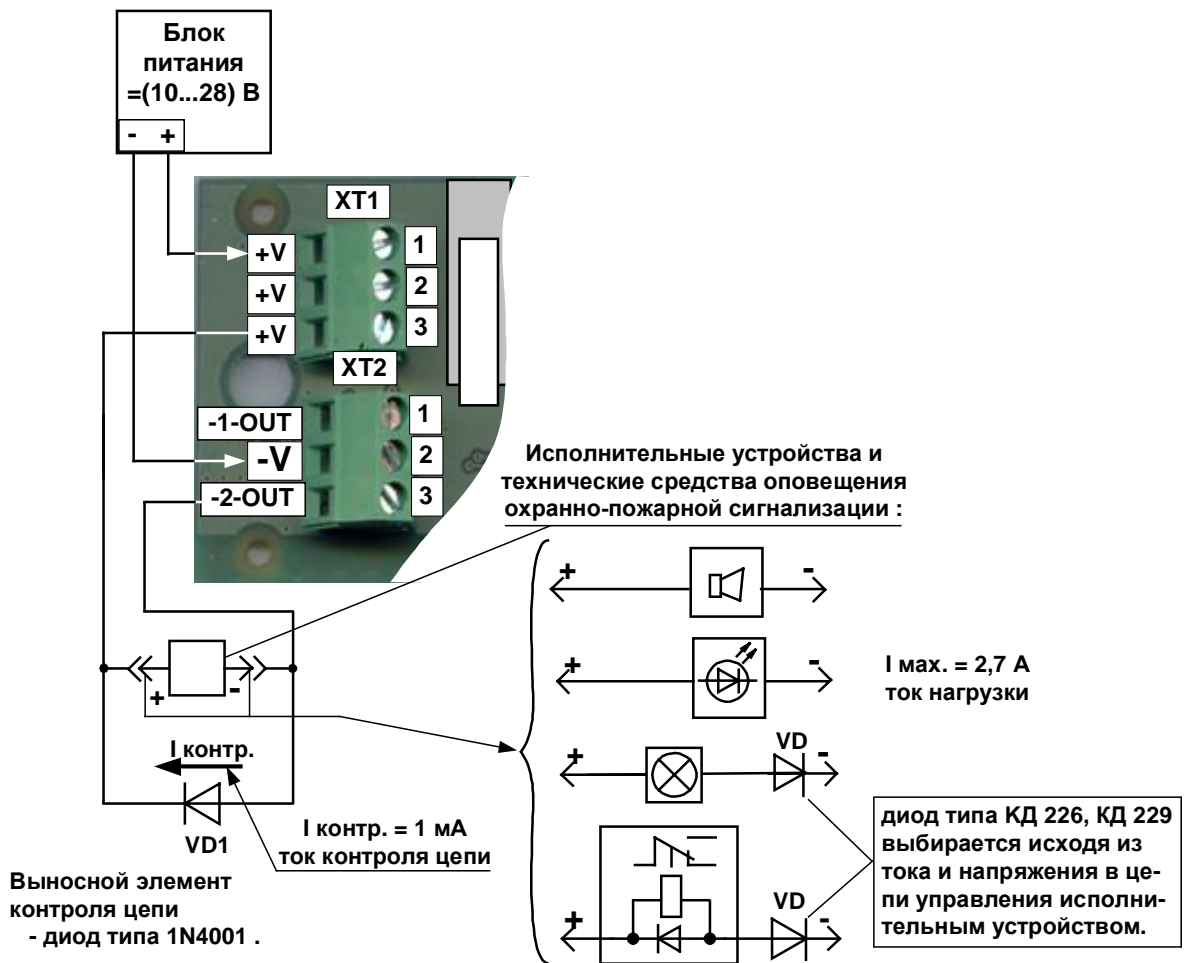 Блок
питания
=(10...28) В
- +
XT1
+V
1
+V
2
+V
3
XT2
-1-OUT
1
-V
2
-2-OUT
3
Исполнительные устройства и
технические средства оповещения
охранно-пожарной сигнализации :
+ -
+ -
I мах. = 2,7 А
ток нагрузки
+ -
I контр.
VD
+ -
VD1
I контр. = 1 мА
ток контроля цепи
диод типа КД 226, КД 229
выбирается исходя из
тока и напряжения в це-
пи управления исполни-
тельным устройством.
Выносной элемент
контроля цепи
- диод типа 1N4001 .
VD
+ -